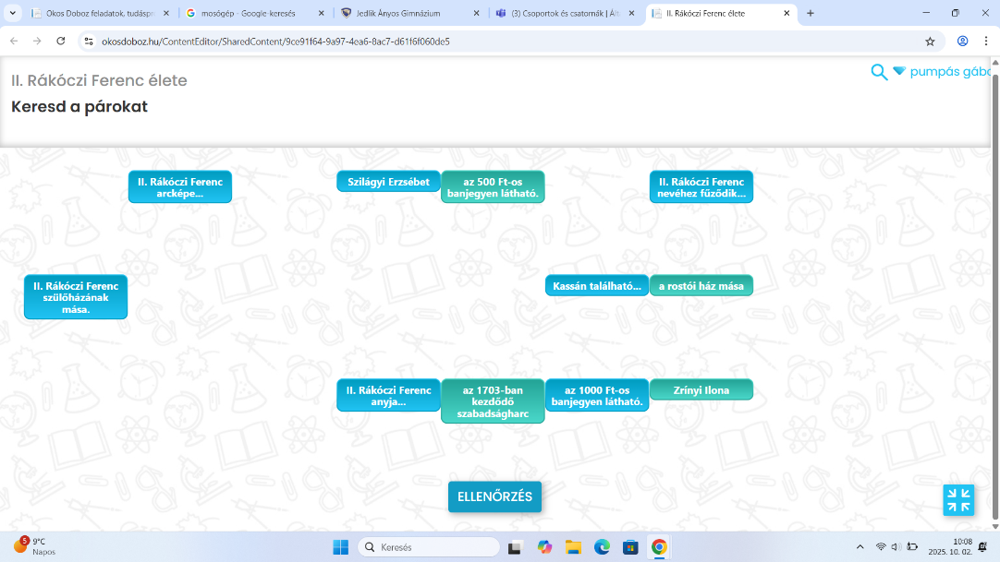 Okos Doboz feladatok, tudáspr
mosógép - Google-keresés
Jedlik Ányos Gimnázium
(3) Csoportok és csatornák | Ált
II. Rákóczi Ferenc élete
okosdoboz.hu/ContentEditor/SharedContent/9ce91f64-9a97-4ea6-8ac7-d61f6f060de5
II. Rákóczi Ferenc élete
pumpás gábo
Keresd a párokat
II. Rákóczi Ferenc
arcképe...
Szilágyi Erzsébet
az 500 Ft-os
banjegyen látható.
II. Rákóczi Ferenc
nevéhez fűződik...
II. Rákóczi Ferenc
szülőházának
mása.
Kassán található...
a rostói ház mása
II. Rákóczi Ferenc
anyja...
az 1703-ban
kezdődő
szabadságharc
az 1000 Ft-os
banjegyen látható.
Zrínyi Ilona
ELLENŐRZÉS
5
9°C
Napos
Keresés
10:08
2025. 10. 02.